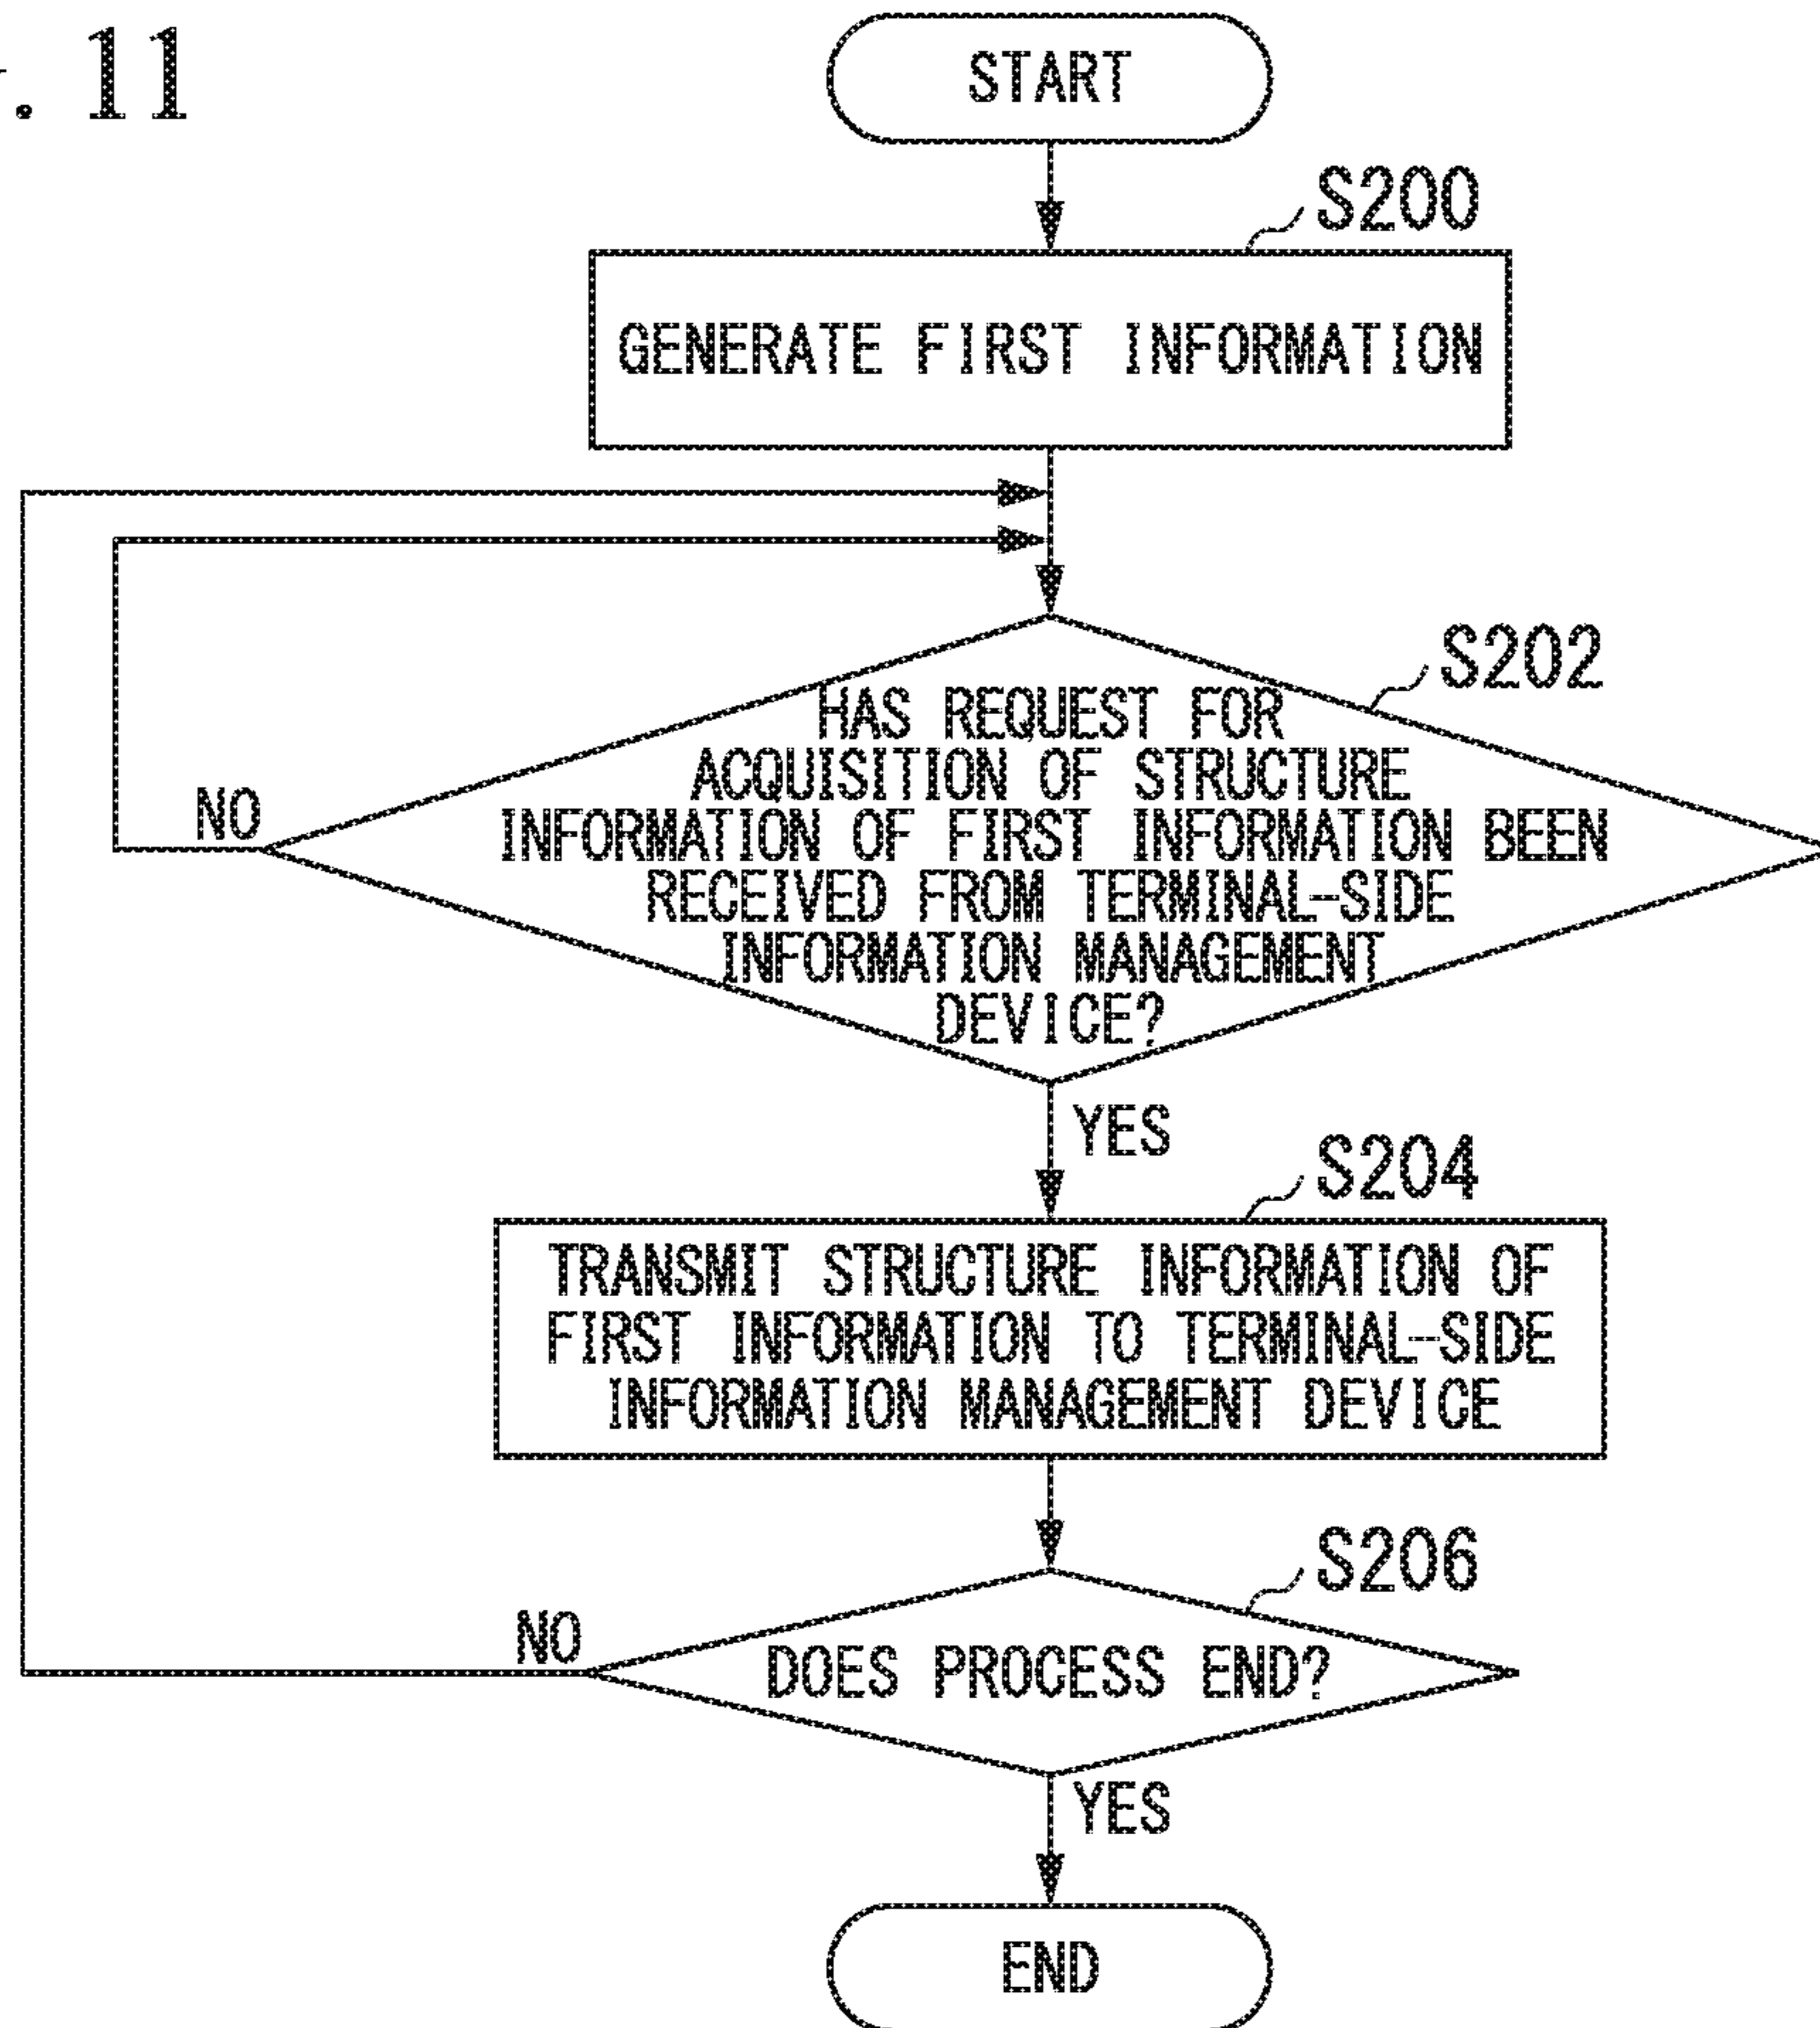 . 11
START
S200
GENERATE FIRST INFORMATION
S202
HAS REQUEST FOR
ACQUISITION OF STRUCTURE
INFORMATION OF FIRST INFORMATION BEEN
RECEIVED FROM TERMINAL-SIDE
INFORMATION MANAGEMENT
DEVICE?
NO
YES
S204
TRANSMIT STRUCTURE INFORMATION OF
FIRST INFORMATION TO TERMINAL-SIDE
INFORMATION MANAGEMENT DEVICE
S206
NO
DOES PROCESS END?
YES
END